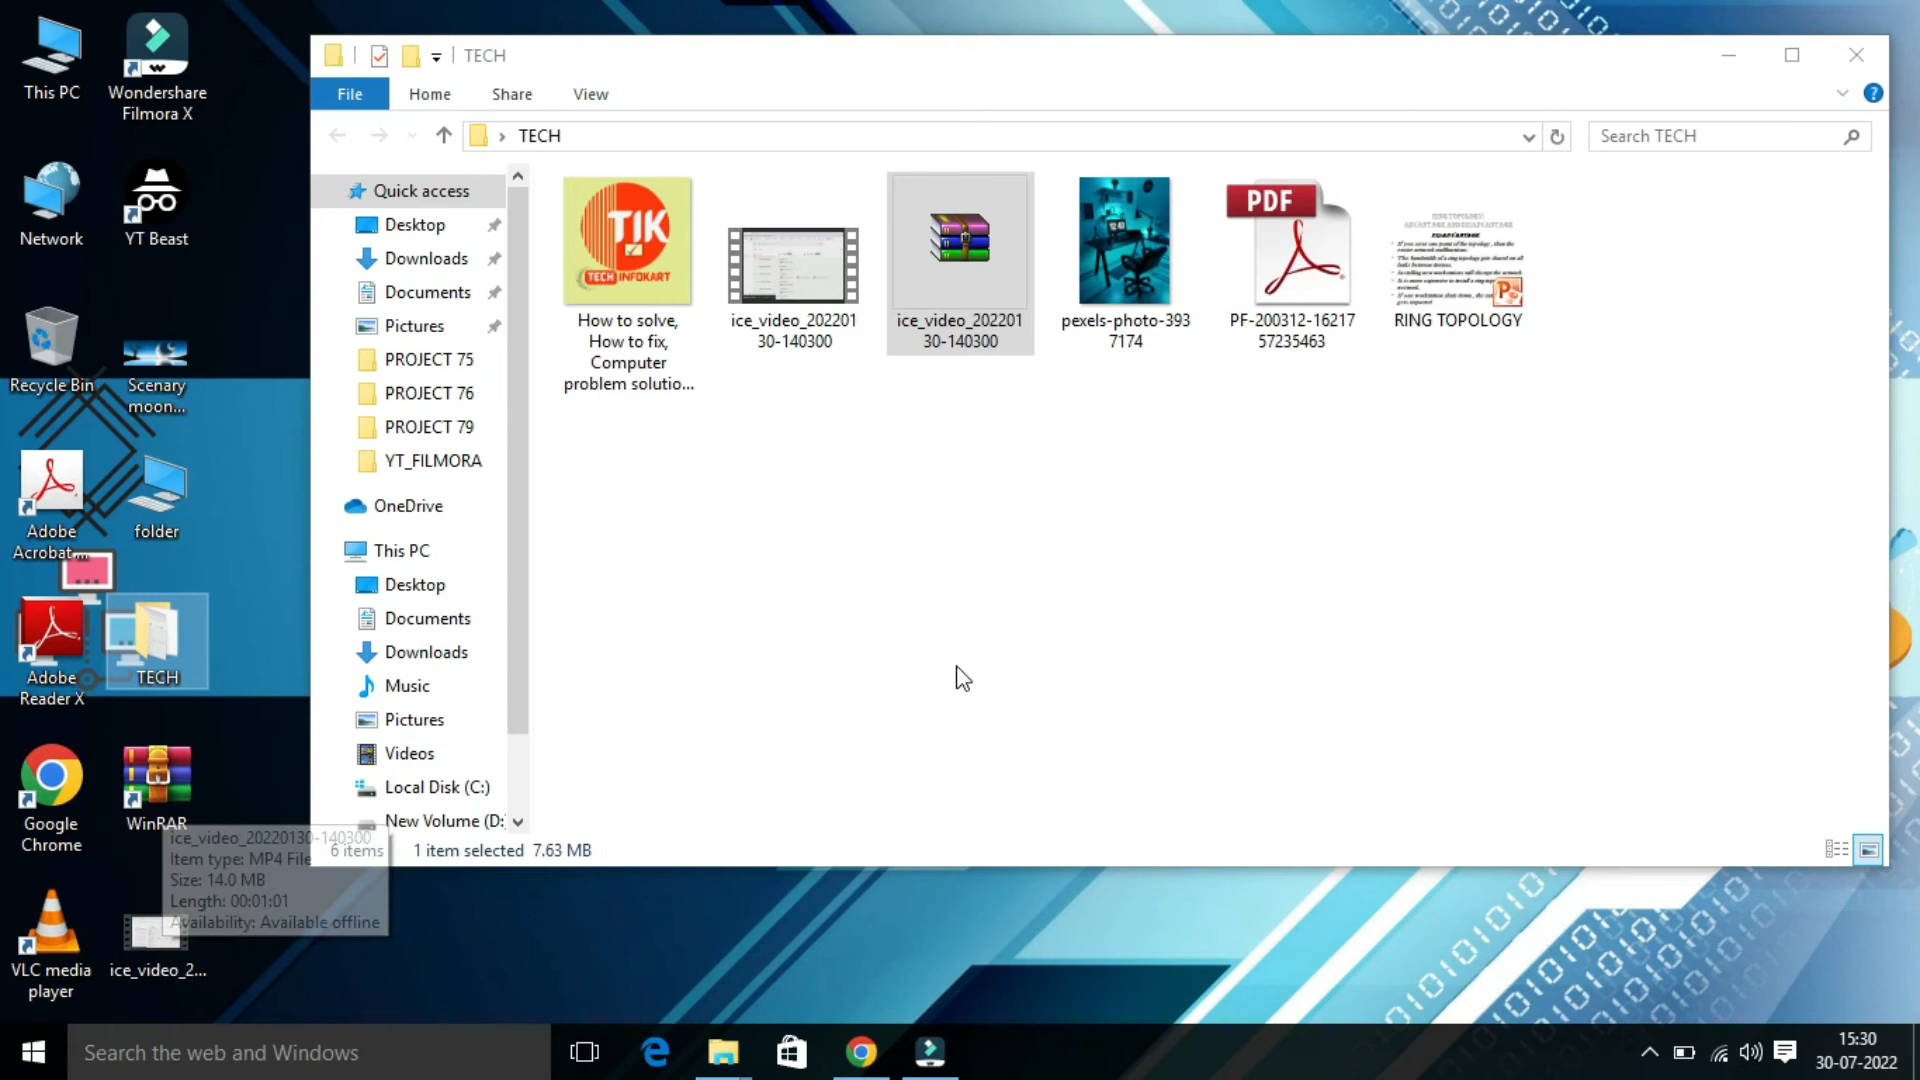 This PC
Wondershare
Filmora X
Network
YT Beast
Recycle Bin
Scenary
moon...
Adobe
Acrobat...
folder
Adobe
Reader X
TECH
Google
Chrome
WinRAR
VLC media
player
ice_video_2...
ice_video_20220130-140300
Item type: MP4 File
Size: 14.0 MB
Length: 00:01:01
Availability: Available offline
TECH
File
Home
Share
View
TECH
Search TECH
Quick access
Desktop
Downloads
Documents
Pictures
PROJECT 75
PROJECT 76
PROJECT 79
YT_FILMORA
OneDrive
This PC
Desktop
Documents
Downloads
Music
Pictures
Videos
Local Disk (C:)
New Volume (D:)
TIK
TECH INFOKART
How to solve,
How to fix,
Computer
problem solutio...
ice_video_202201
30-140300
ice_video_202201
30-140300
pexels-photo-393
7174
PDF
PF-200312-16217
57235463
RING TOPOLOGY:
ADVANTAGE AND DISADVANTAGE
RING TOPOLOGY
6 items
1 item selected 7.63 MB
Search the web and Windows
15:30
30-07-2022